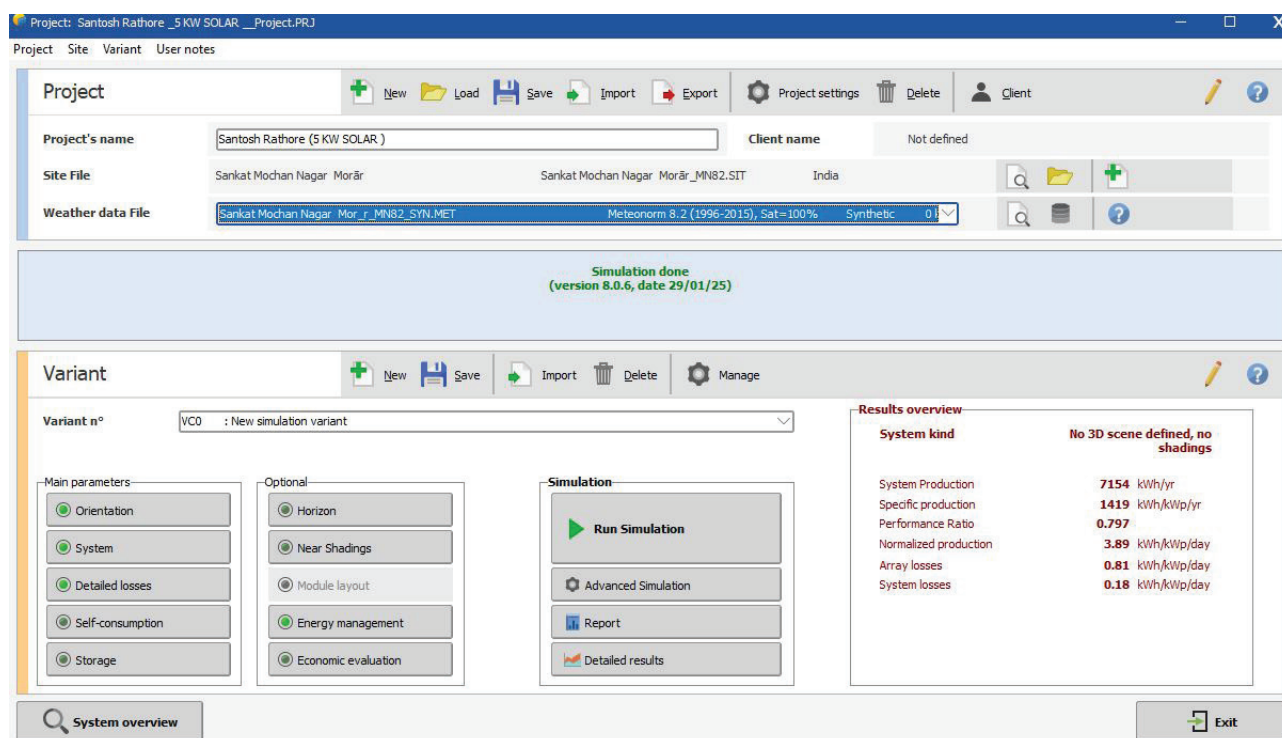 Project: Santosh Rathore _5 KW SOLAR __Project.PRJ
Project Site Variant User notes
Project New Load Save Import Export Project settings Delete Client
Project's name Santosh Rathore (5 KW SOLAR ) Client name Not defined
Site File Sankat Mochan Nagar Morār Sankat Mochan Nagar Morār_MN82.SIT India
Weather data File Sankat Mochan Nagar Mor_r_MN82_SYN.MET Meteonorm 8.2 (1996-2015), Sat=100% Synthetic 0
Simulation done
(version 8.0.6, date 29/01/25)
Variant New Save Import Delete Manage
Variant n° VC0 : New simulation variant
Results overview
System kind No 3D scene defined, no
shadings
Main parameters
Orientation
System
Detailed losses
Self-consumption
Storage
Optional
Horizon
Near Shadings
Module layout
Energy management
Economic evaluation
Simulation
Run Simulation
Advanced Simulation
Report
Detailed results
System Production 7154 kWh/yr
Specific production 1419 kWh/kWp/yr
Performance Ratio 0.797
Normalized production 3.89 kWh/kWp/day
Array losses 0.81 kWh/kWp/day
System losses 0.18 kWh/kWp/day
System overview
Exit